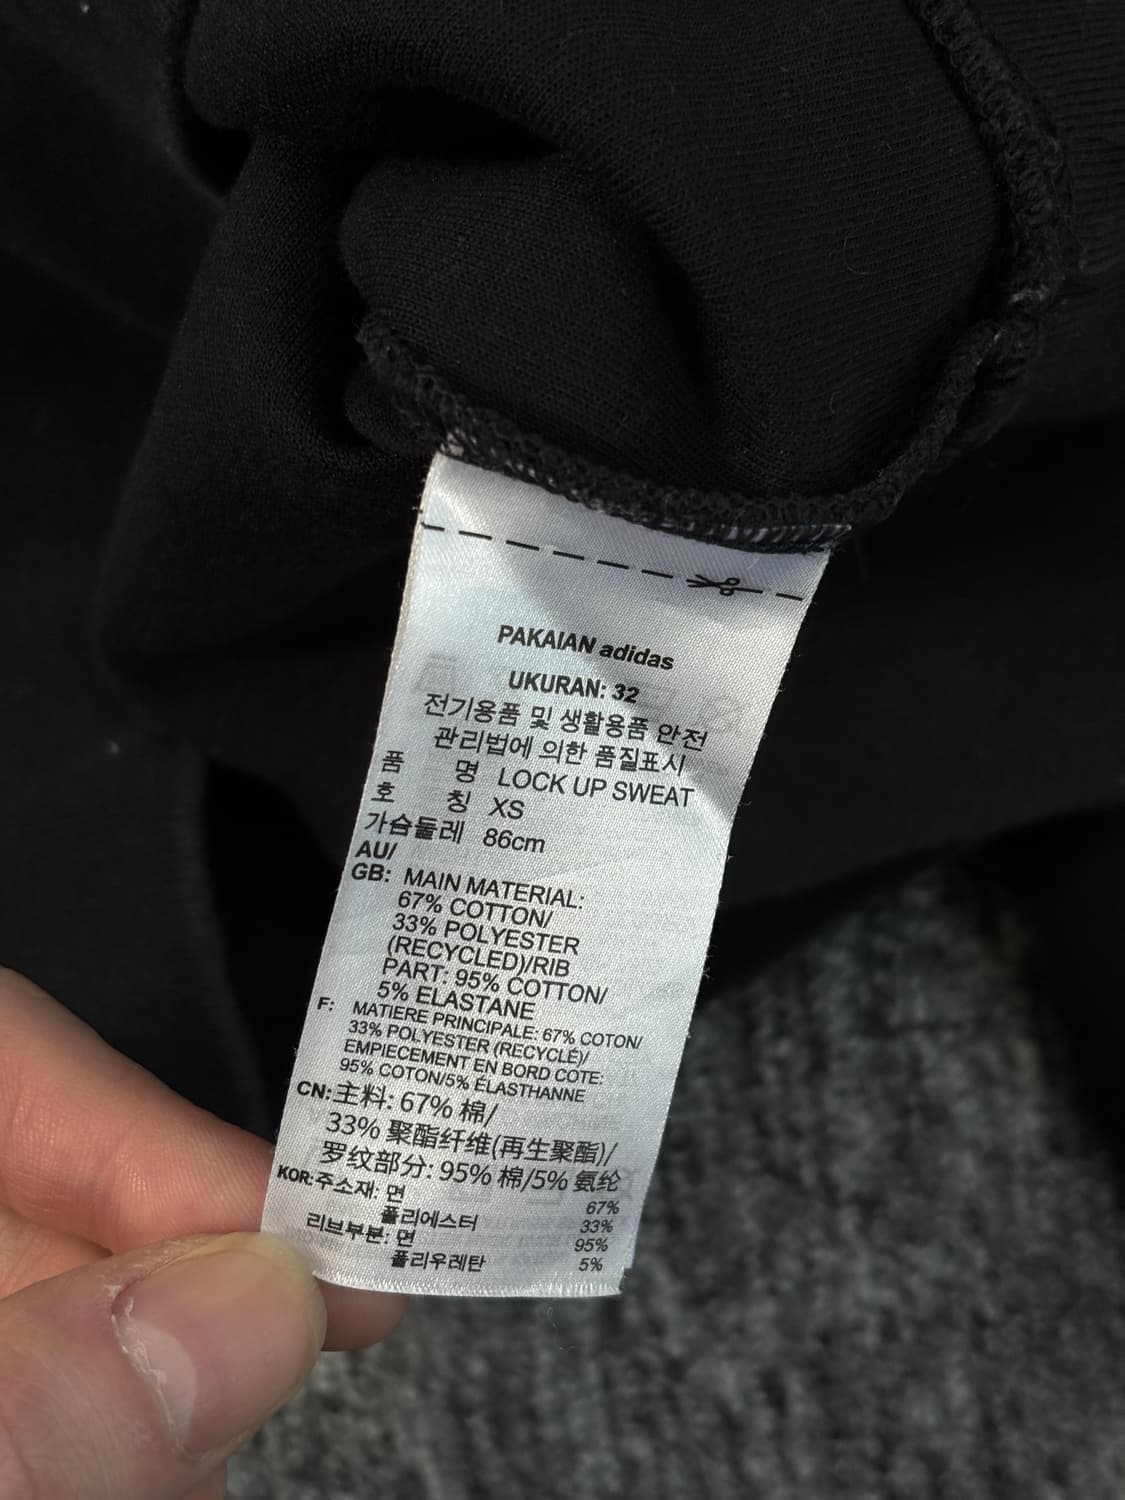 PAKAIAN adidas
UKURAN: 32
전기용품 및 생활용품 안전
관리법에 의한 품질표시
품 명 LOCK UP SWEAT
호 칭 XS
가슴둘레 86cm
AU/
GB: MAIN MATERIAL:
67% COTTON/
33% POLYESTER
(RECYCLED)/RIB
PART: 95% COTTON/
5% ELASTANE
F: MATIERE PRINCIPALE: 67% COTON/
33% POLYESTER (RECYCLÉ)/
EMPIECEMENT EN BORD COTE:
95% COTON/5% ÉLASTHANNE
CN: 主料: 67% 棉/
33% 聚酯纤维(再生聚酯)/
罗纹部分: 95% 棉/5% 氨纶
KOR: 주소재: 면 67%
폴리에스터 33%
리브부분: 면 95%
폴리우레탄 5%